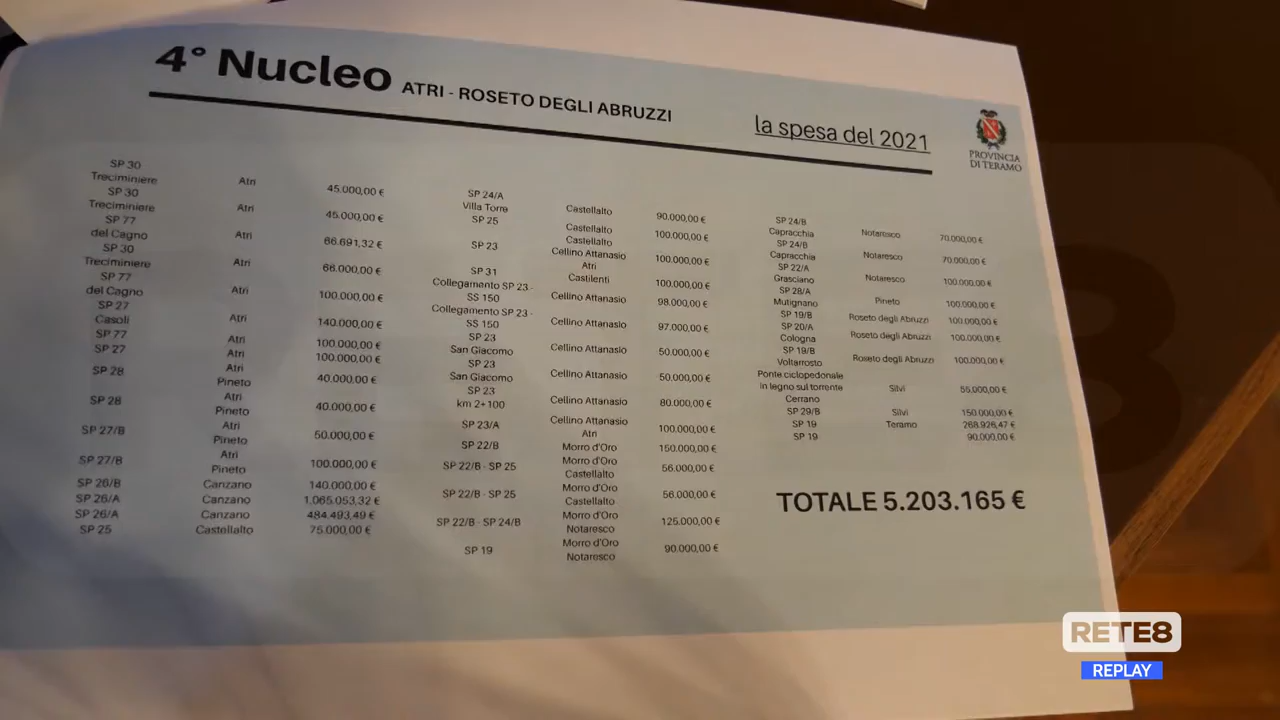 4° Nucleo ATRI - ROSETO DEGLI ABRUZZI
la spesa del 2021
PROVINCIA
DI TERAMO
SP 30
Treciminiere Atri 45.000,00 €
SP 30
Treciminiere Atri 45.000,00 €
SP 77
del Cagno Atri 66.691,32 €
SP 30
Treciminiere Atri 66.000,00 €
SP 77
del Cagno Atri 100.000,00 €
SP 27
Casoli Atri 140.000,00 €
SP 77 Atri 100.000,00 €
SP 27 Atri 100.000,00 €
SP 28 Atri
Pineto 40.000,00 €
SP 28 Atri
Pineto 40.000,00 €
SP 27/B Atri
Pineto 50.000,00 €
SP 27/B Atri
Pineto 100.000,00 €
SP 26/B Canzano 140.000,00 €
SP 26/A Canzano 1.065.053,32 €
SP 26/A Canzano 484.493,49 €
SP 25 Castellalto 75.000,00 €
SP 24/A
Villa Torre Castellalto 90.000,00 €
SP 25 Castellalto 100.000,00 €
SP 23 Castellalto
Cellino Attanasio 100.000,00 €
SP 31 Atri
Castilenti 100.000,00 €
Collegamento SP 23 -
SS 150 Cellino Attanasio 98.000,00 €
Collegamento SP 23 -
SS 150 Cellino Attanasio 97.000,00 €
SP 23
San Giacomo Cellino Attanasio 50.000,00 €
SP 23
San Giacomo Cellino Attanasio 50.000,00 €
SP 23
km 2+100 Cellino Attanasio 80.000,00 €
SP 23/A Cellino Attanasio
Atri 100.000,00 €
SP 22/B Morro d'Oro 150.000,00 €
SP 22/B - SP 25 Morro d'Oro
Castellalto 56.000,00 €
SP 22/B - SP 25 Morro d'Oro
Castellalto 56.000,00 €
SP 22/B - SP 24/B Morro d'Oro
Notaresco 125.000,00 €
SP 19 Morro d'Oro
Notaresco 90.000,00 €
SP 24/B
Capracchia Notaresco 70.000,00 €
SP 24/B
Capracchia Notaresco 70.000,00 €
SP 22/A
Grasciano Notaresco 100.000,00 €
SP 28/A
Mutignano Pineto 100.000,00 €
SP 19/B Roseto degli Abruzzi 100.000,00 €
SP 20/A
Cologna Roseto degli Abruzzi 100.000,00 €
SP 19/B
Voltarrosto Roseto degli Abruzzi 100.000,00 €
Ponte ciclopedonale
in legno sul torrente
Cerrano Silvi 55.000,00 €
SP 29/B Silvi 150.000,00 €
SP 19 Teramo 268.926,47 €
SP 19 90.000,00 €
TOTALE 5.203.165 €
RETE8
REPLAY